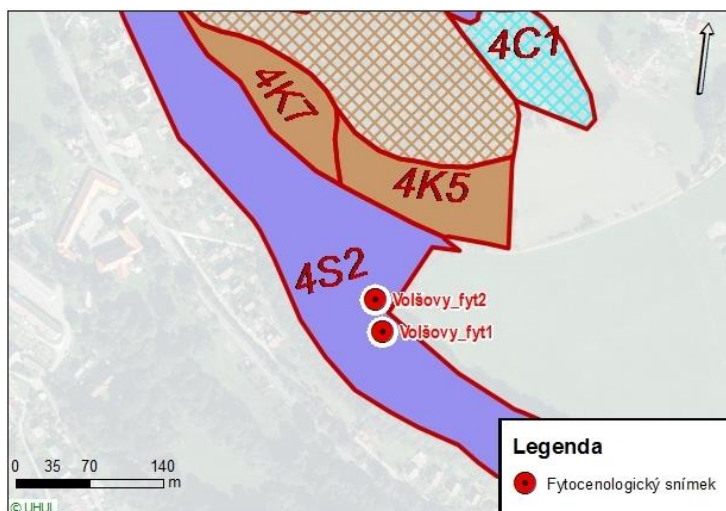 4C1
4K7
4K5
4S2
Volšovy_fyt2
Volšovy_fyt1
0 35 70 140
m
Legenda
Fytocenologický snímek
© ÚHÚL